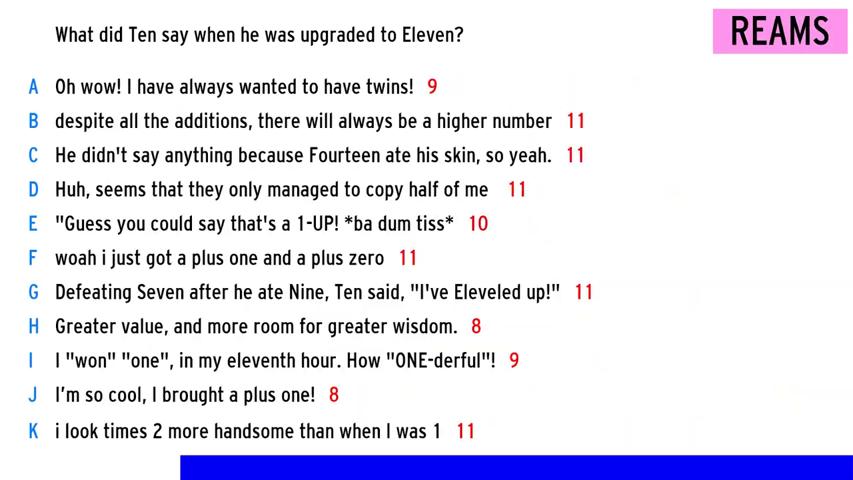 What did Ten say when he was upgraded to Eleven?
REAMS
A Oh wow! I have always wanted to have twins! 9
B despite all the additions, there will always be a higher number 11
C He didn't say anything because Fourteen ate his skin, so yeah. 11
D Huh, seems that they only managed to copy half of me 11
E "Guess you could say that's a 1-UP! *ba dum tiss* 10
F woah i just got a plus one and a plus zero 11
G Defeating Seven after he ate Nine, Ten said, "I've Eleveled up!" 11
H Greater value, and more room for greater wisdom. 8
I I "won" "one", in my eleventh hour. How "ONE-derful"! 9
J I'm so cool, I brought a plus one! 8
K i look times 2 more handsome than when I was 1 11